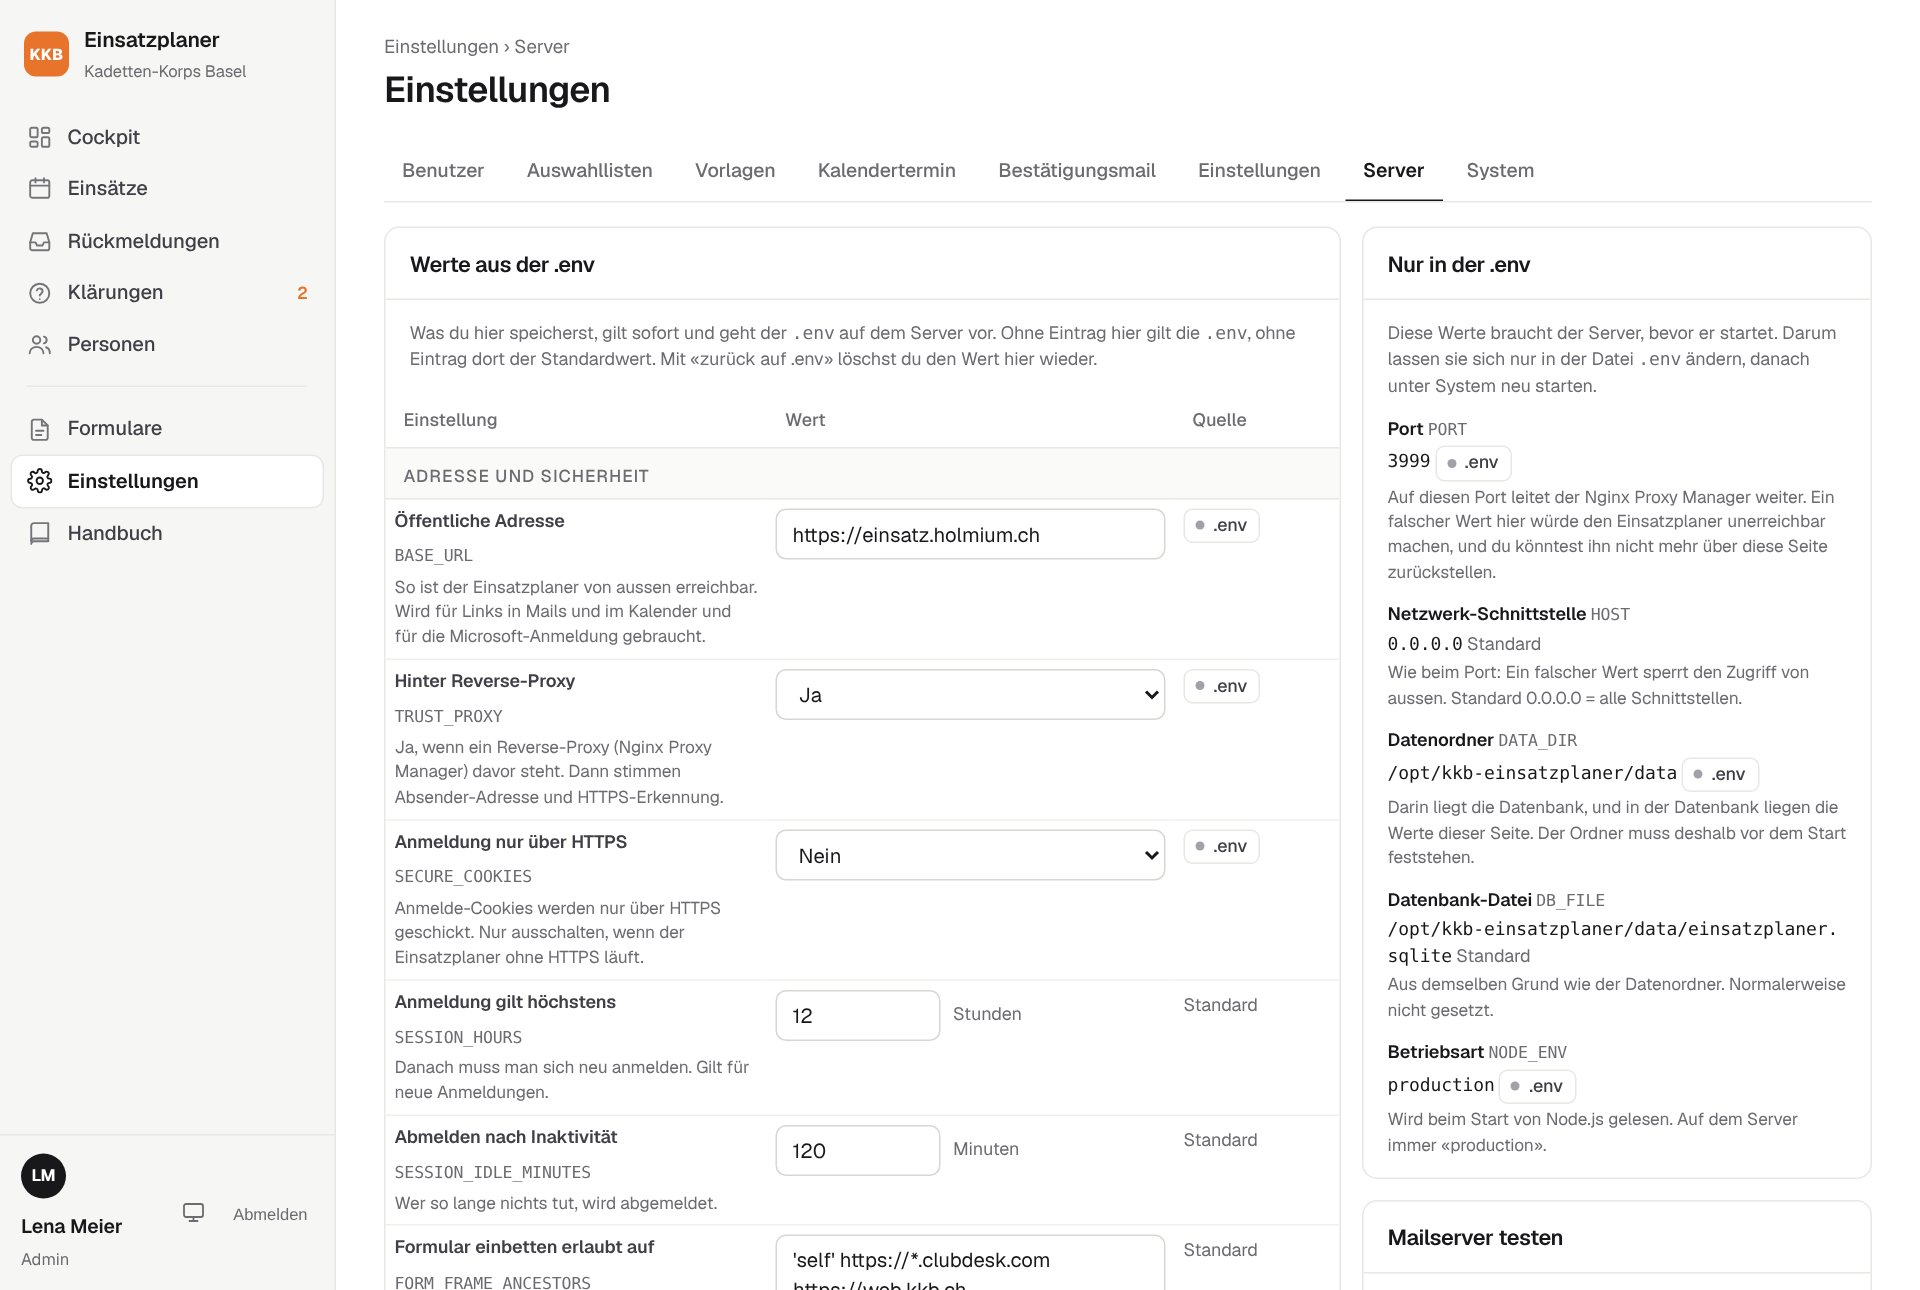 KKB
Einsatzplaner
Kadetten-Korps Basel
Cockpit
Einsätze
Rückmeldungen
Klärungen 2
Personen
Formulare
Einstellungen
Handbuch
LM
Lena Meier
Admin
Abmelden
Einstellungen › Server
Einstellungen
Benutzer Auswahllisten Vorlagen Kalendertermin Bestätigungsmail Einstellungen Server System
Werte aus der .env
Was du hier speicherst, gilt sofort und geht der .env auf dem Server vor. Ohne Eintrag hier gilt die .env, ohne
Eintrag dort der Standardwert. Mit «zurück auf .env» löschst du den Wert hier wieder.
Einstellung Wert Quelle
ADRESSE UND SICHERHEIT
Öffentliche Adresse
BASE_URL
So ist der Einsatzplaner von aussen erreichbar.
Wird für Links in Mails und im Kalender und
für die Microsoft-Anmeldung gebraucht.
https://einsatz.holmium.ch
.env
Hinter Reverse-Proxy
TRUST_PROXY
Ja, wenn ein Reverse-Proxy (Nginx Proxy
Manager) davor steht. Dann stimmen
Absender-Adresse und HTTPS-Erkennung.
Ja
.env
Anmeldung nur über HTTPS
SECURE_COOKIES
Anmelde-Cookies werden nur über HTTPS
geschickt. Nur ausschalten, wenn der
Einsatzplaner ohne HTTPS läuft.
Nein
.env
Anmeldung gilt höchstens
SESSION_HOURS
Danach muss man sich neu anmelden. Gilt für
neue Anmeldungen.
12 Stunden
Standard
Abmelden nach Inaktivität
SESSION_IDLE_MINUTES
Wer so lange nichts tut, wird abgemeldet.
120 Minuten
Standard
Formular einbetten erlaubt auf
FORM_FRAME_ANCESTORS
'self' https://*.clubdesk.com
https://web.kkb.ch
Standard
Nur in der .env
Diese Werte braucht der Server, bevor er startet. Darum
lassen sie sich nur in der Datei .env ändern, danach
unter System neu starten.
Port PORT
3999 .env
Auf diesen Port leitet der Nginx Proxy Manager weiter. Ein
falscher Wert hier würde den Einsatzplaner unerreichbar
machen, und du könntest ihn nicht mehr über diese Seite
zurückstellen.
Netzwerk-Schnittstelle HOST
0.0.0.0 Standard
Wie beim Port: Ein falscher Wert sperrt den Zugriff von
aussen. Standard 0.0.0.0 = alle Schnittstellen.
Datenordner DATA_DIR
/opt/kkb-einsatzplaner/data .env
Darin liegt die Datenbank, und in der Datenbank liegen die
Werte dieser Seite. Der Ordner muss deshalb vor dem Start
feststehen.
Datenbank-Datei DB_FILE
/opt/kkb-einsatzplaner/data/einsatzplaner.
sqlite Standard
Aus demselben Grund wie der Datenordner. Normalerweise
nicht gesetzt.
Betriebsart NODE_ENV
production .env
Wird beim Start von Node.js gelesen. Auf dem Server
immer «production».
Mailserver testen